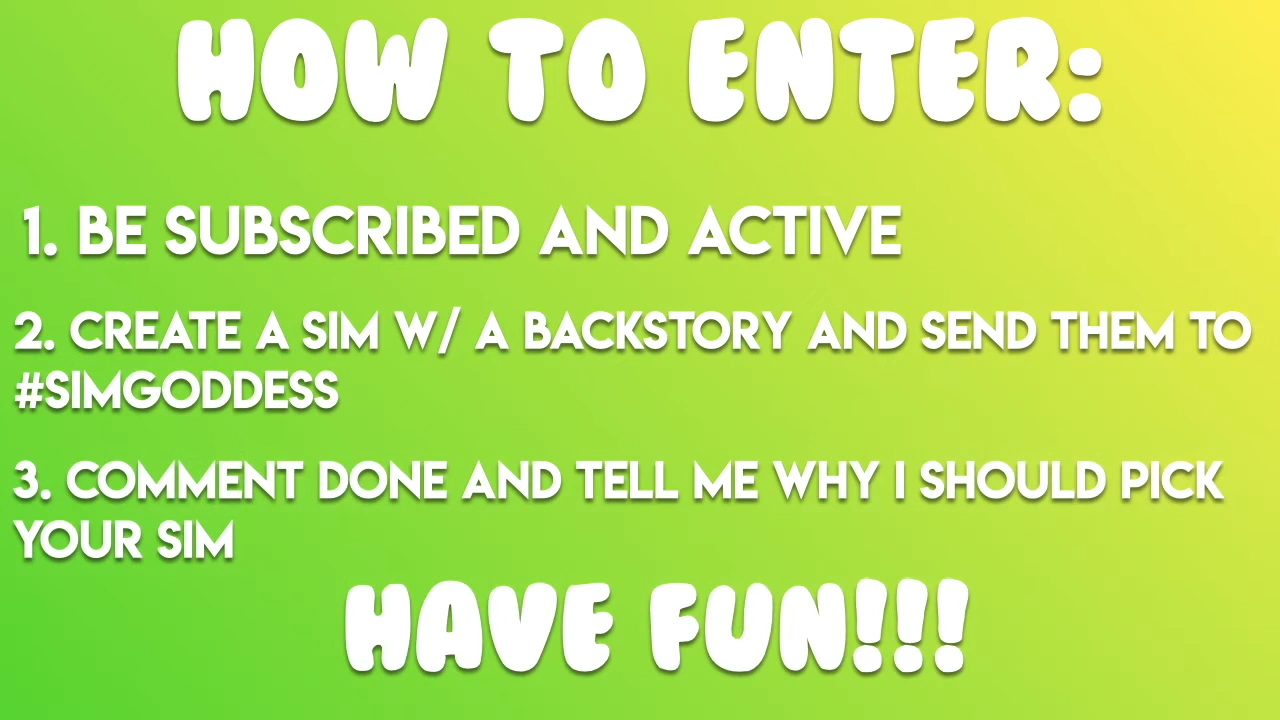 HOW TO ENTER:
1. BE SUBSCRIBED AND ACTIVE
2. CREATE A SIM W/ A BACKSTORY AND SEND THEM TO
#SIMGODDESS
3. COMMENT DONE AND TELL ME WHY I SHOULD PICK
YOUR SIM
HAVE FUN!!!